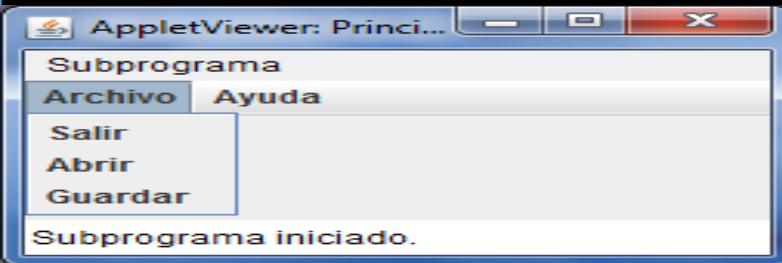 AppletViewer: Princi...
Subprograma
Archivo Ayuda
Salir
Abrir
Guardar
Subprograma iniciado.